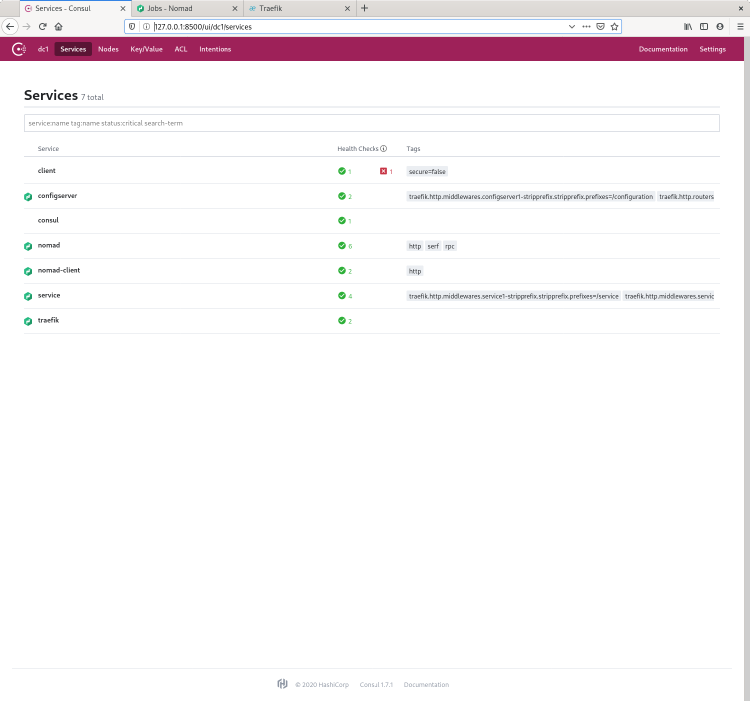 Services - Consul
Jobs - Nomad
Traefik
127.0.0.1:8500/ui/dc1/services
dc1 Services Nodes Key/Value ACL Intentions Documentation Settings
Services 7 total
service:name tag:name status:critical search-term
Service Health Checks Tags
client 1 1 secure=false
configserver 2 traefik.http.middlewares.configserver1-stripprefix.stripprefix.prefixes=/configuration traefik.http.routers
consul 1
nomad 6 http serf rpc
nomad-client 2 http
service 4 traefik.http.middlewares.service1-stripprefix.stripprefix.prefixes=/service traefik.http.middlewares.servic
traefik 2
© 2020 HashiCorp Consul 1.7.1 Documentation